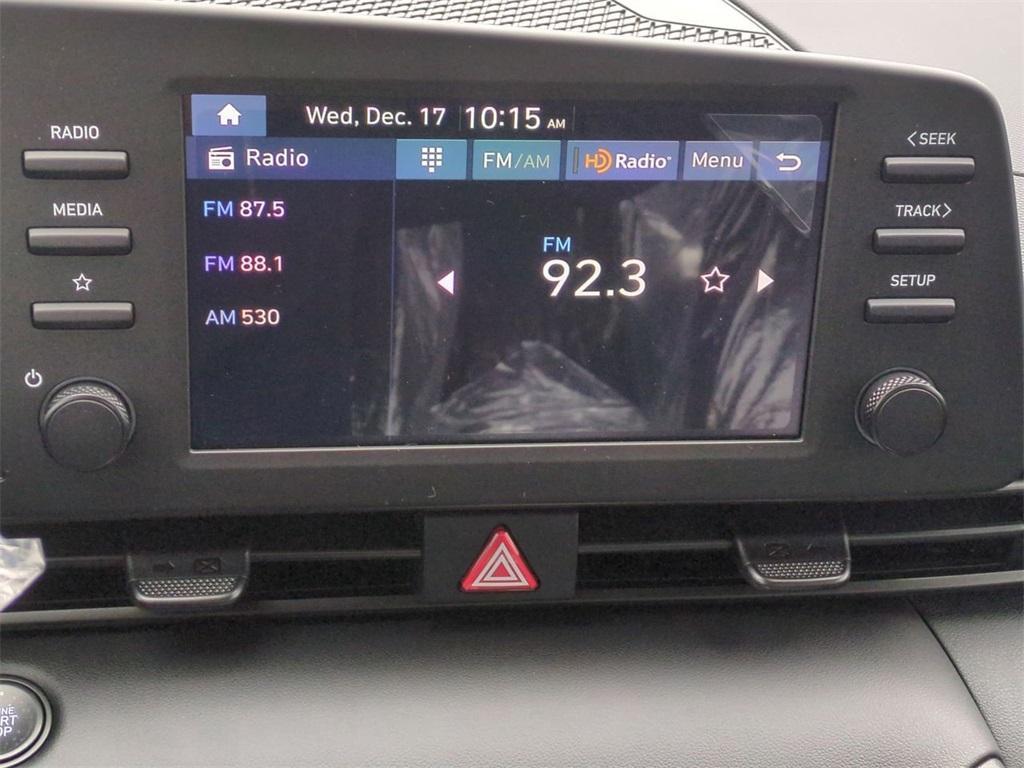 RADIO
MEDIA
Wed, Dec. 17 10:15 AM
Radio FM/AM HD Radio® Menu
FM 87.5
FM 88.1
AM 530
FM
92.3
<SEEK
TRACK>
SETUP